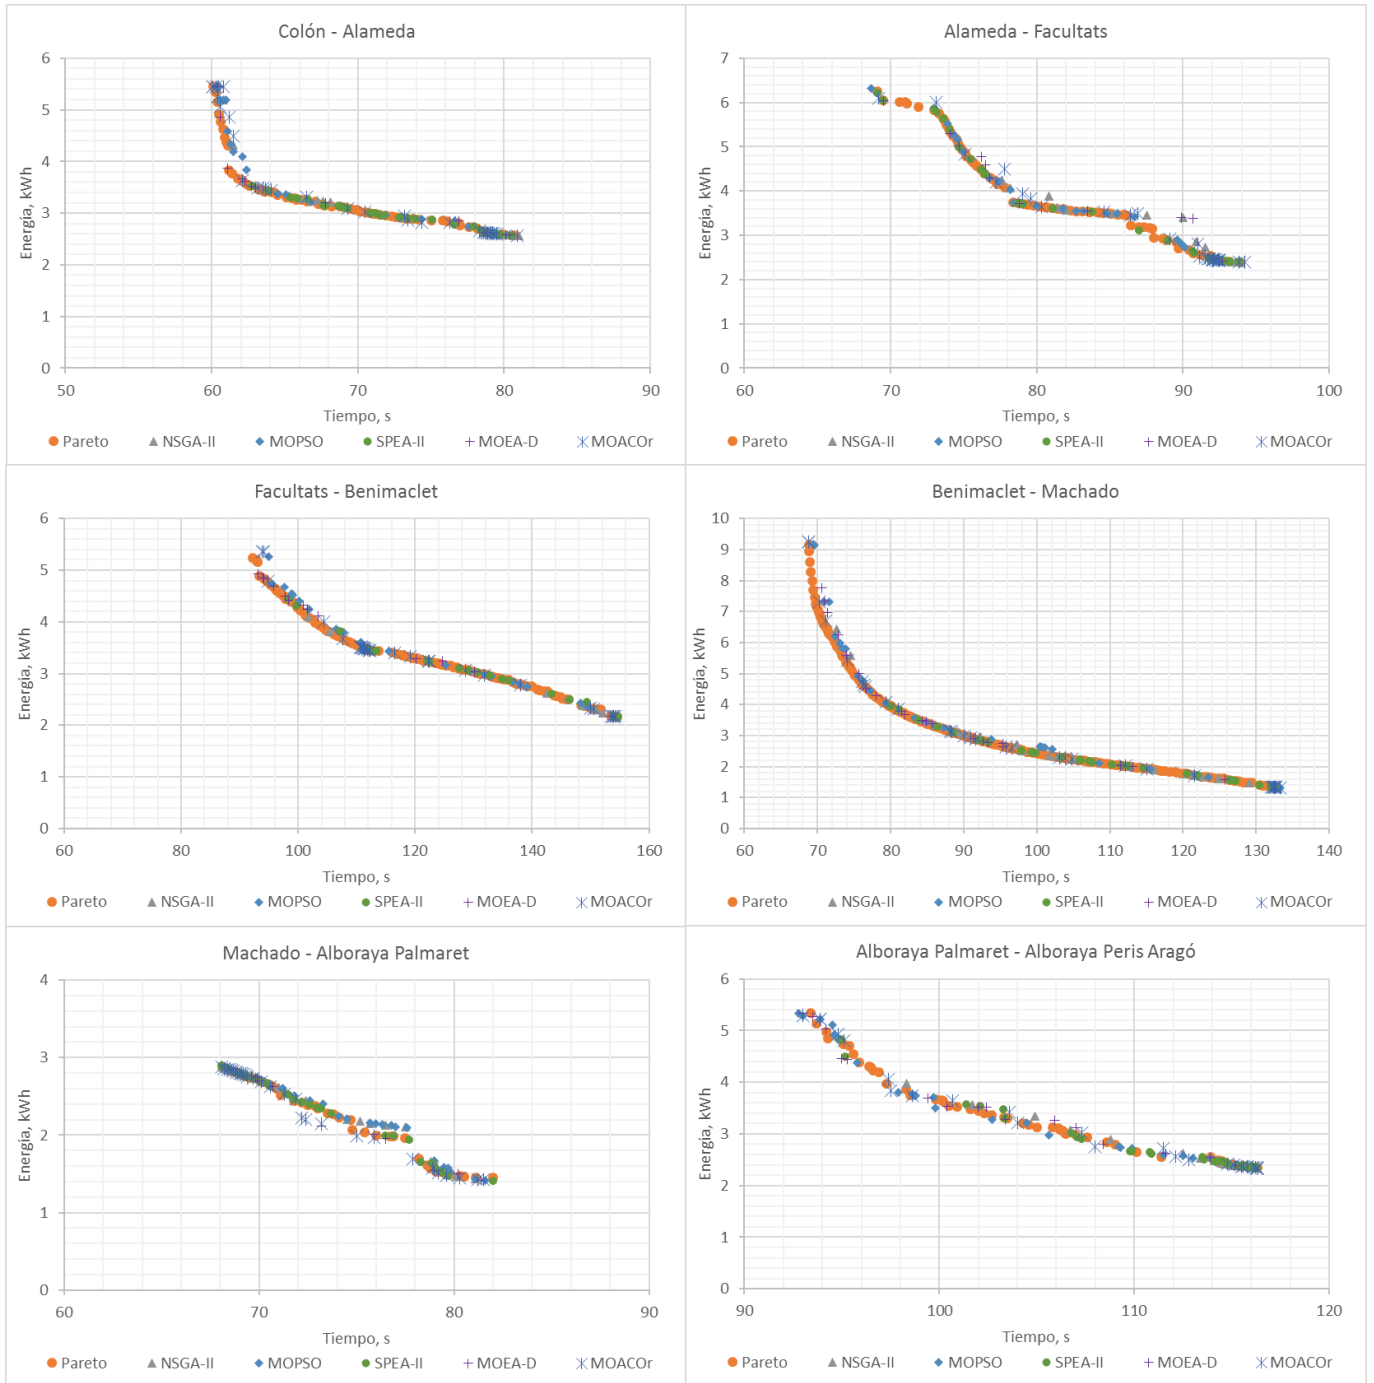 Colón - Alameda
6
5
4
3
2
1
0
Energía, kWh
50 60 70 80 90
Tiempo, s
Pareto NSGA-II MOPSO SPEA-II MOEA-D MOACOr
Alameda - Facultats
7
6
5
4
3
2
1
0
Energía, kWh
60 70 80 90 100
Tiempo, s
Pareto NSGA-II MOPSO SPEA-II MOEA-D MOACOr
Facultats - Benimaclet
6
5
4
3
2
1
0
Energía, kWh
60 80 100 120 140 160
Tiempo, s
Pareto NSGA-II MOPSO SPEA-II MOEA-D MOACOr
Benimaclet - Machado
10
9
8
7
6
5
4
3
2
1
0
Energía, kWh
60 70 80 90 100 110 120 130 140
Tiempo, s
Pareto NSGA-II MOPSO SPEA-II MOEA-D MOACOr
Machado - Alboraya Palmaret
4
3
2
1
0
Energía, kWh
60 70 80 90
Tiempo, s
Pareto NSGA-II MOPSO SPEA-II MOEA-D MOACOr
Alboraya Palmaret - Alboraya Peris Aragó
6
5
4
3
2
1
0
Energía, kWh
90 100 110 120
Tiempo, s
Pareto NSGA-II MOPSO SPEA-II MOEA-D MOACOr